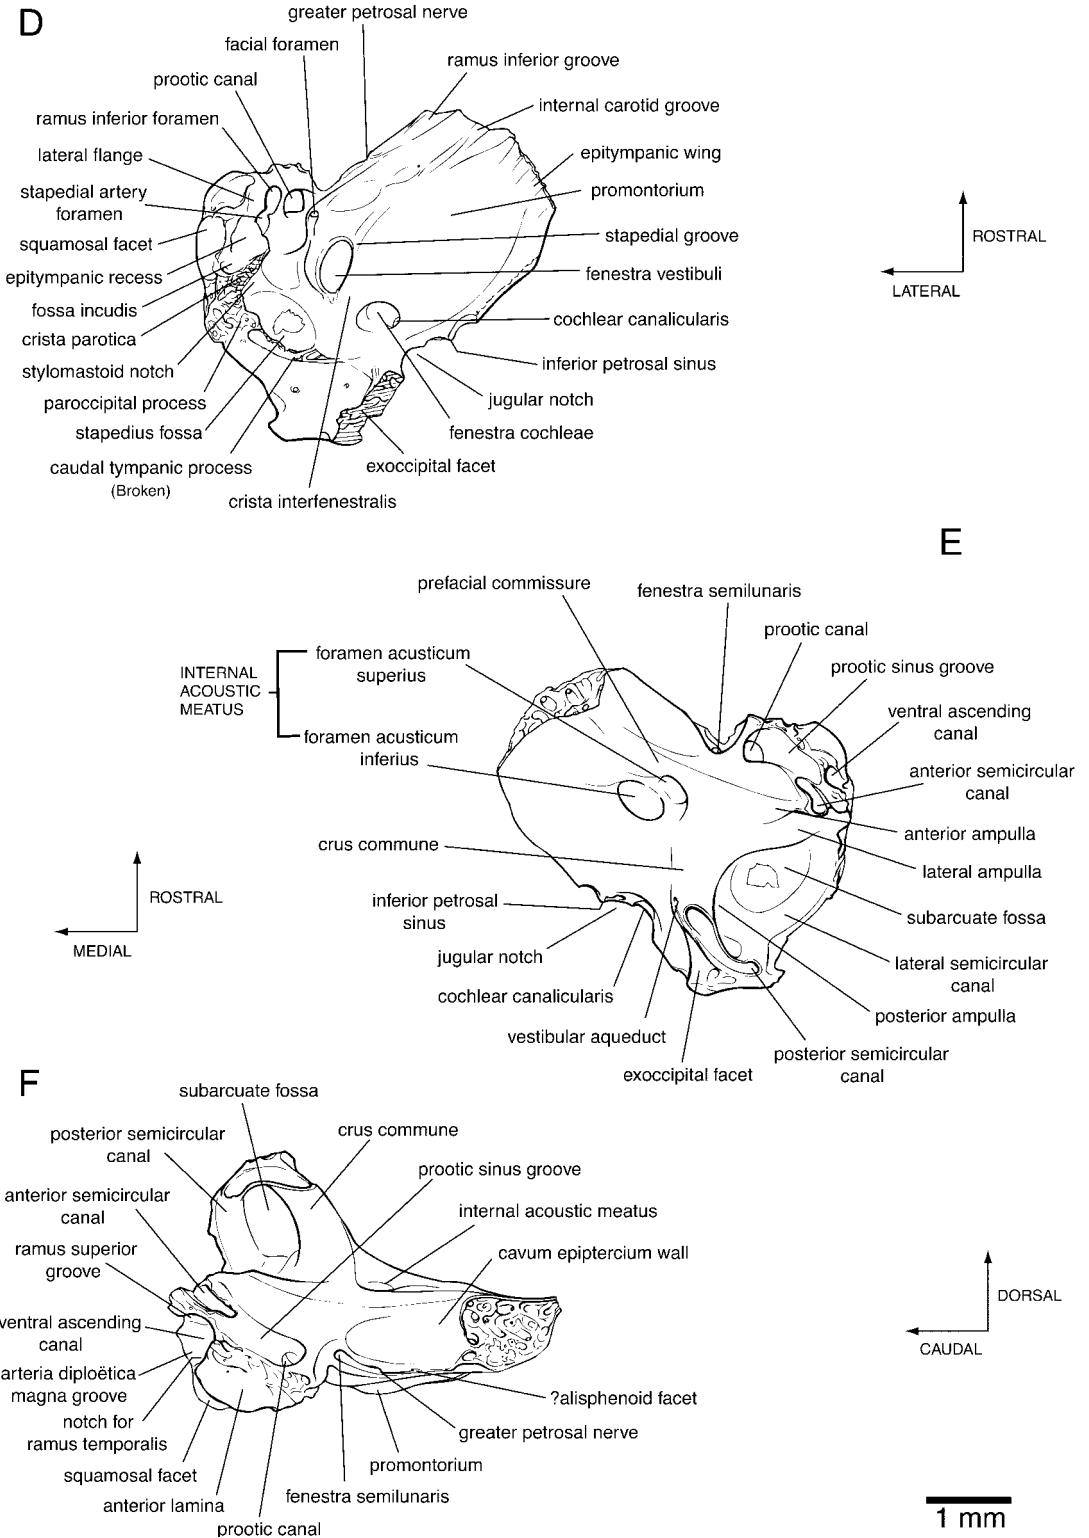 D
greater petrosal nerve
facial foramen
prootic canal
ramus inferior foramen
lateral flange
stapedial artery
foramen
squamosal facet
epitympanic recess
fossa incudis
crista parotica
stylomastoid notch
paroccipital process
stapedius fossa
caudal tympanic process
(Broken)
crista interfenestralis
ramus inferior groove
internal carotid groove
epitympanic wing
promontorium
stapedial groove
fenestra vestibuli
cochlear canalicularis
inferior petrosal sinus
jugular notch
fenestra cochleae
exoccipital facet
ROSTRAL
LATERAL
E
prefacial commissure
fenestra semilunaris
prootic canal
prootic sinus groove
ventral ascending
canal
anterior semicircular
canal
anterior ampulla
lateral ampulla
subarcuate fossa
lateral semicircular
canal
posterior ampulla
posterior semicircular
canal
INTERNAL
ACOUSTIC
MEATUS
foramen acusticum
superius
foramen acusticum
inferius
crus commune
inferior petrosal
sinus
jugular notch
cochlear canalicularis
vestibular aqueduct
exoccipital facet
ROSTRAL
MEDIAL
F
subarcuate fossa
posterior semicircular
canal
anterior semicircular
canal
ramus superior
groove
ventral ascending
canal
arteria diploëtica
magna groove
notch for
ramus temporalis
squamosal facet
anterior lamina
prootic canal
crus commune
prootic sinus groove
internal acoustic meatus
cavum epiptercium wall
?alisphenoid facet
greater petrosal nerve
promontorium
fenestra semilunaris
DORSAL
CAUDAL
1 mm